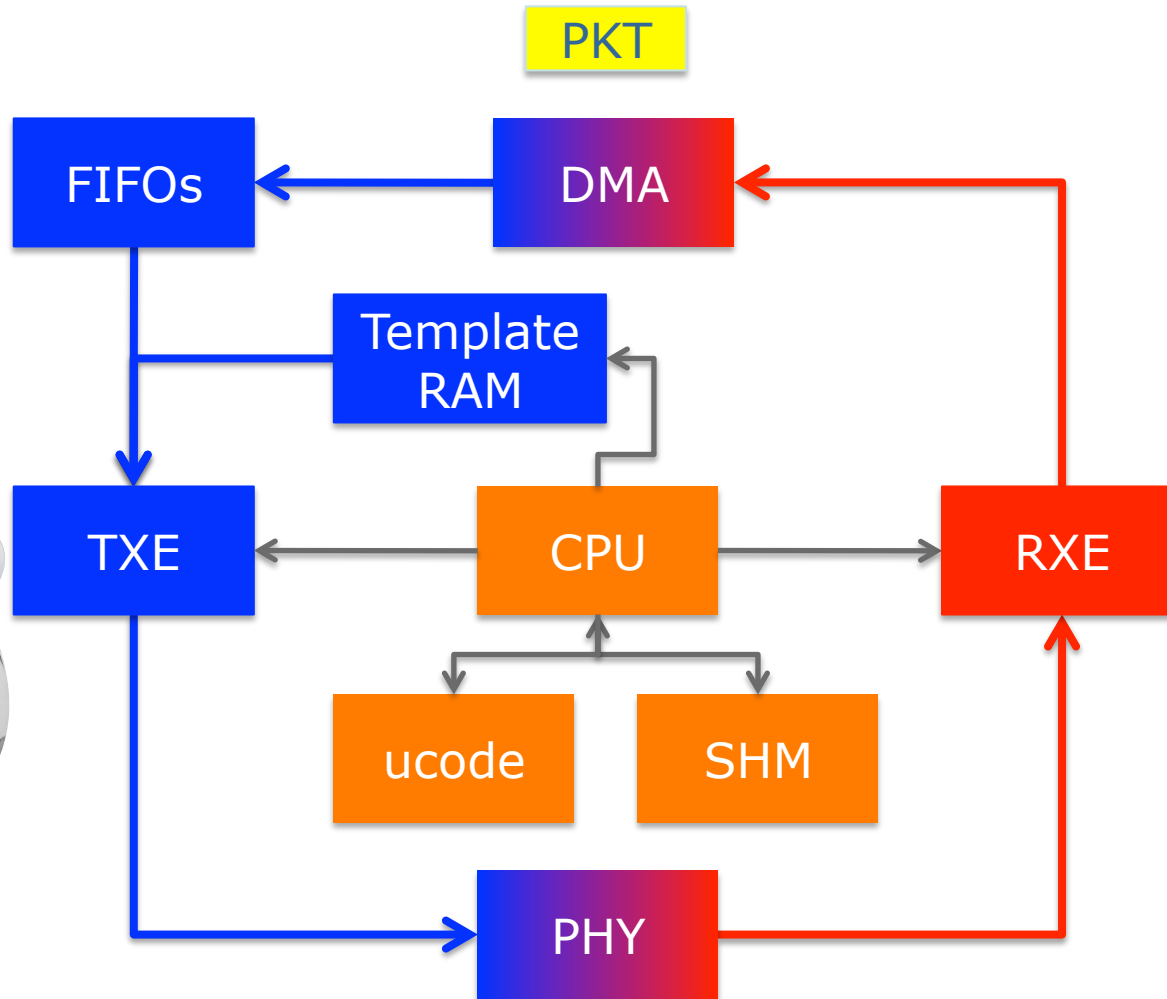 PKT
FIFOs
DMA
Template
RAM
TXE
CPU
RXE
ucode
SHM
PHY